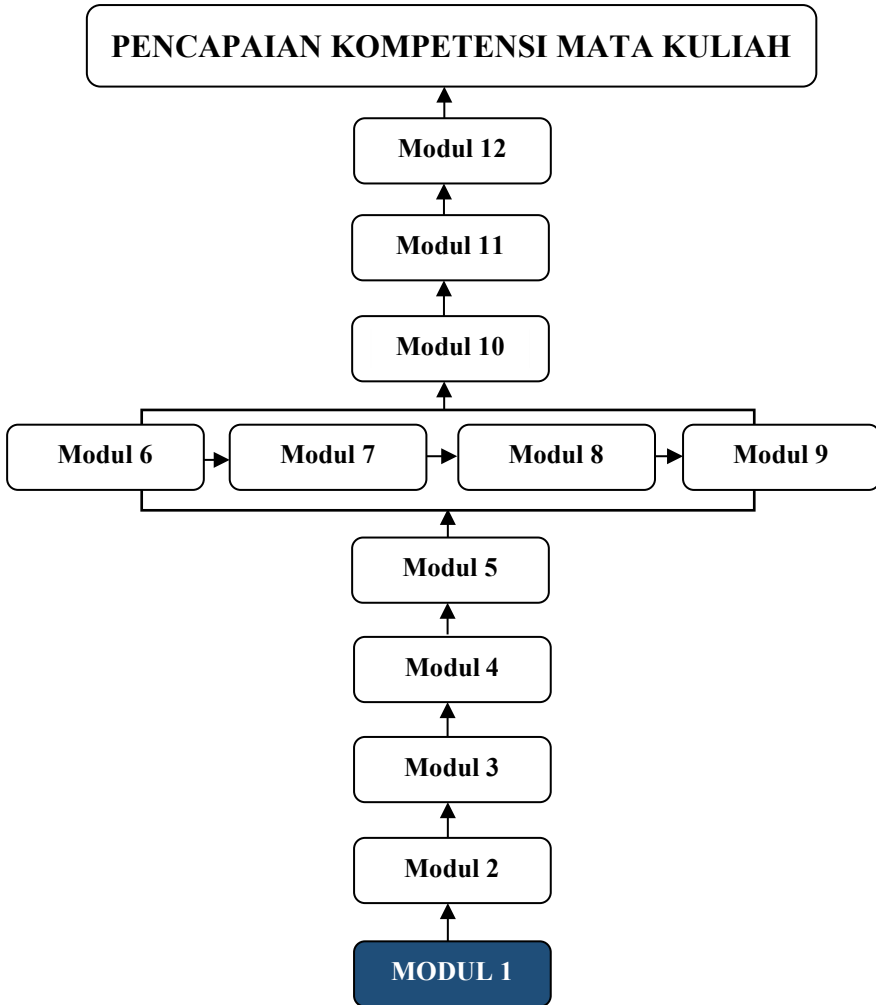 PENCAPAIAN KOMPETENSI MATA KULIAH
Modul 12
Modul 11
Modul 10
Modul 6
Modul 7
Modul 8
Modul 9
Modul 5
Modul 4
Modul 3
Modul 2
MODUL 1